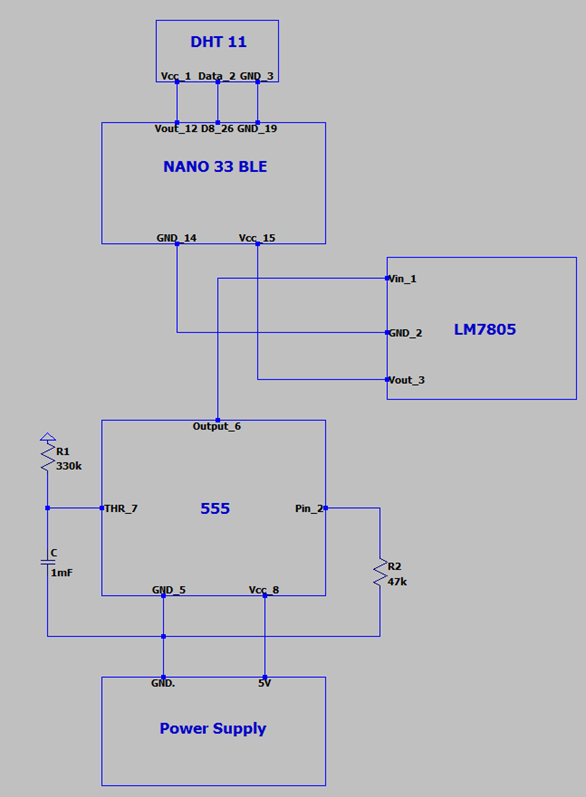 DHT 11
Vcc_1 Data_2 GND_3
Vout_12 D8_26 GND_19
NANO 33 BLE
GND_14 Vcc_15
Vin_1
GND_2
LM7805
Vout_3
Output_6
R1
330k
THR_7
555
Pin_2
C
1mF
R2
47k
GND_5 Vcc_8
GND. 5V
Power Supply